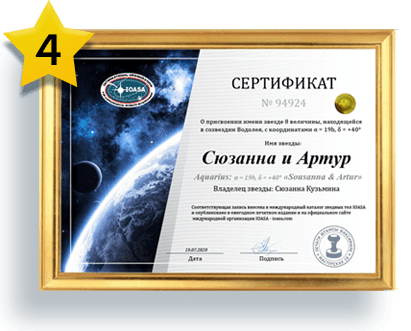 4
IOASA
СЕРТИФИКАТ
№ 94924
О присвоении имени звезде 8 величины, находящейся
в созвездии Водолея, с координатами α = 19h, δ = +40°
Имя звезды:
Сюзанна и Артур
Aquarius: α = 19h, δ = +40° «Sousanna & Artur»
Владелец звезды: Сюзанна Кузьмина
Соответствующая запись внесена в международный каталог звездных тел IOASA
и опубликовано в ежегодном печатном издании и на официальном сайте
международной организации IOASA - ioasa.com
19.07.2020
Дата
Подпись